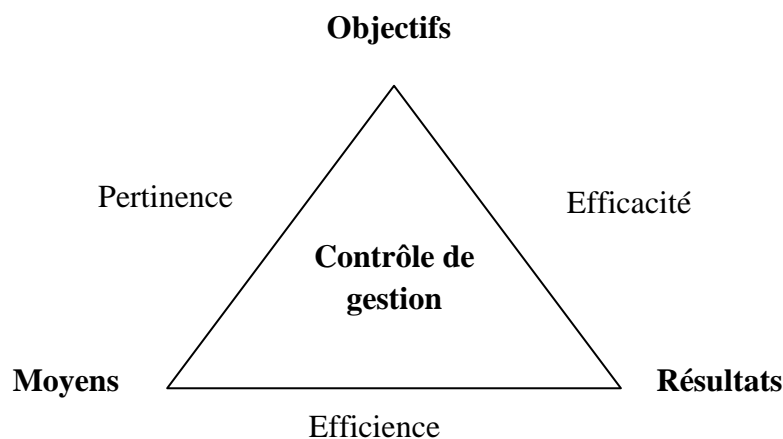 Objectifs
Pertinence
Efficacité
Contrôle de
gestion
Moyens
Résultats
Efficience